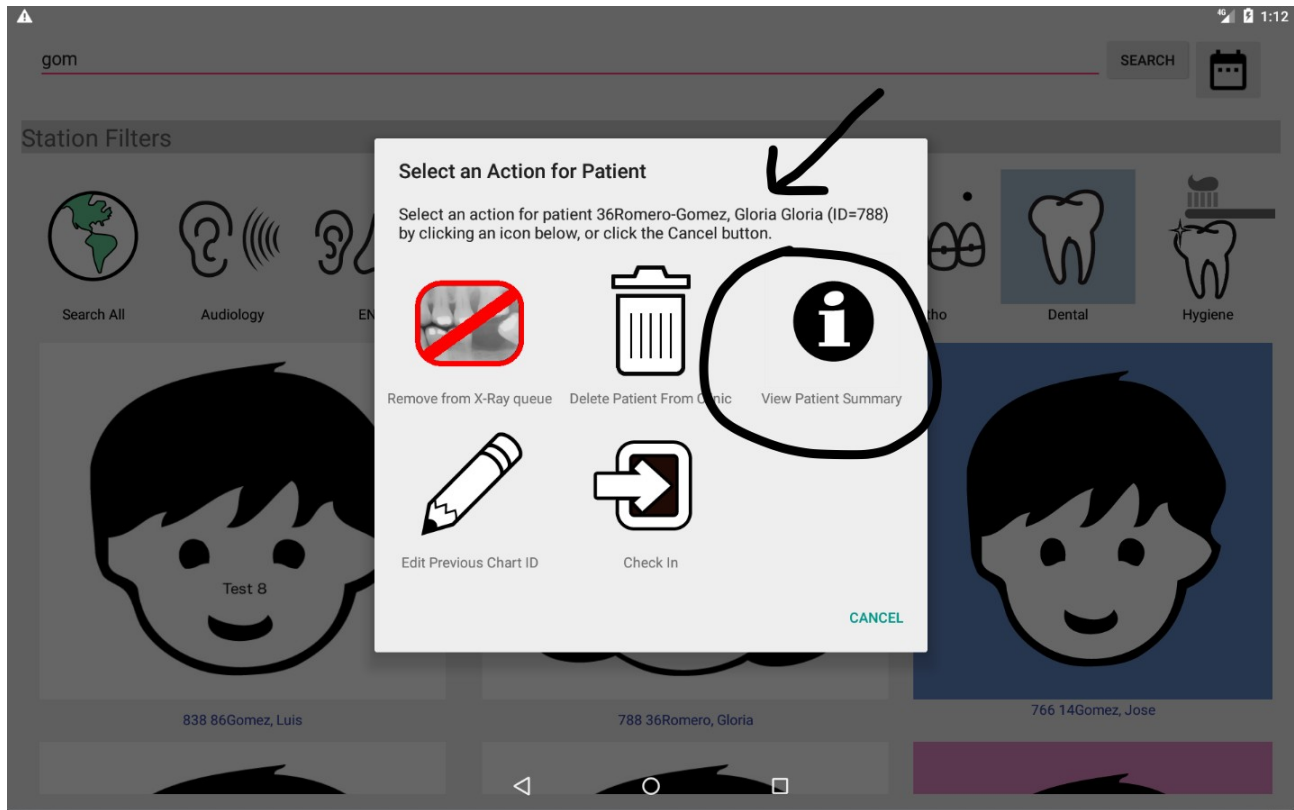 1:12
gom
SEARCH
Station Filters
Select an Action for Patient
Select an action for patient 36Romero-Gomez, Gloria Gloria (ID=788)
by clicking an icon below, or click the Cancel button.
Search All
Audiology
EN
tho
Dental
Hygiene
Remove from X-Ray queue
Delete Patient From C nic
View Patient Summary
Edit Previous Chart ID
Check In
Test 8
CANCEL
838 86Gomez, Luis
788 36Romero, Gloria
766 14Gomez, Jose